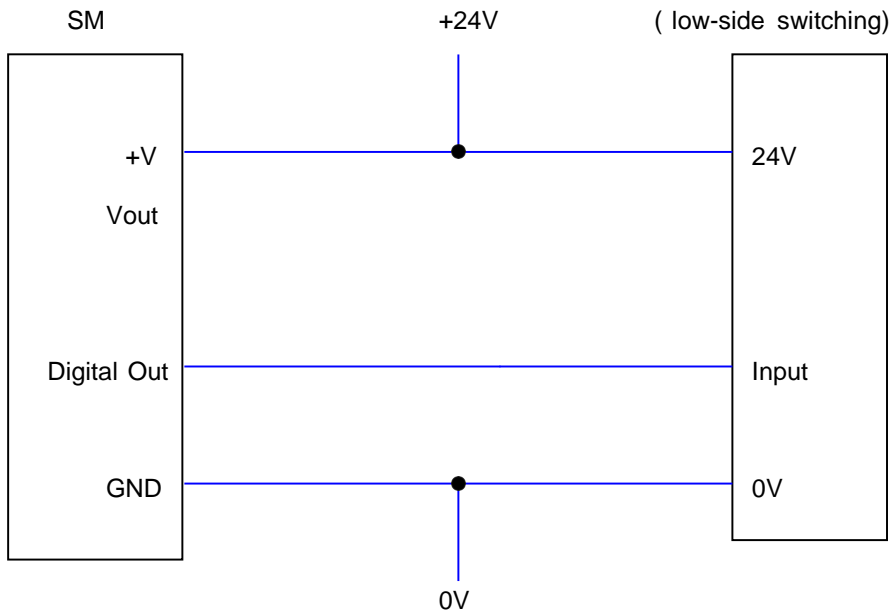 SM +24V ( low-side switching)
+V 24V
Vout
Digital Out Input
GND 0V
0V